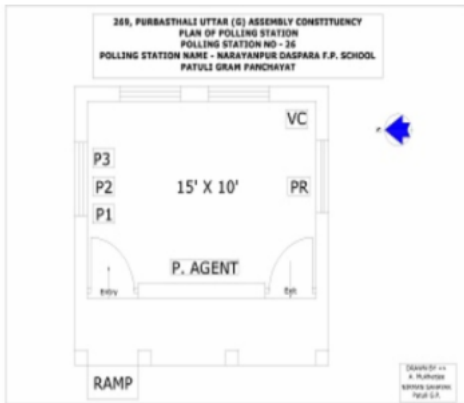 269, PURBASTHALI UTTAR (G) ASSEMBLY CONSTITUENCY
PLAN OF POLLING STATION
POLLING STATION NO - 26
POLLING STATION NAME - NARAYANPUR DASPARA F.P. SCHOOL
PATULI GRAM PANCHAYAT
VC
P3
P2
15' X 10'
PR
P1
P. AGENT
Entry
Exit
RAMP
DRAWN BY